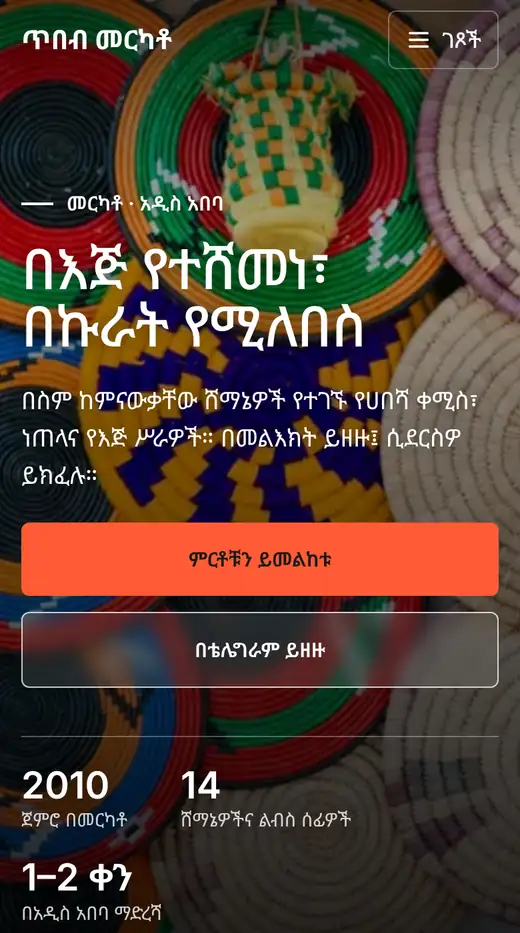 ጥበብ መርካቶ
ገጾች
መርካቶ · አዲስ አበባ
በእጅ የተሸመነ፣
በኩራት የሚለበስ
በስም ከምናውቃቸው ሸማኔዎች የተገኙ የሀበሻ ቀሚስ፣
ነጠላና የእጅ ሥራዎች። በመልእክት ይዘዙ፤ ሲደርስዎ
ይክፈሉ።
ምርቶቹን ይመልከቱ
በቴሌግራም ይዘዙ
2010
ጀምሮ በመርካቶ
14
ሸማኔዎችና ልብስ ሰፊዎች
1–2 ቀን
በአዲስ አበባ ማድረሻ